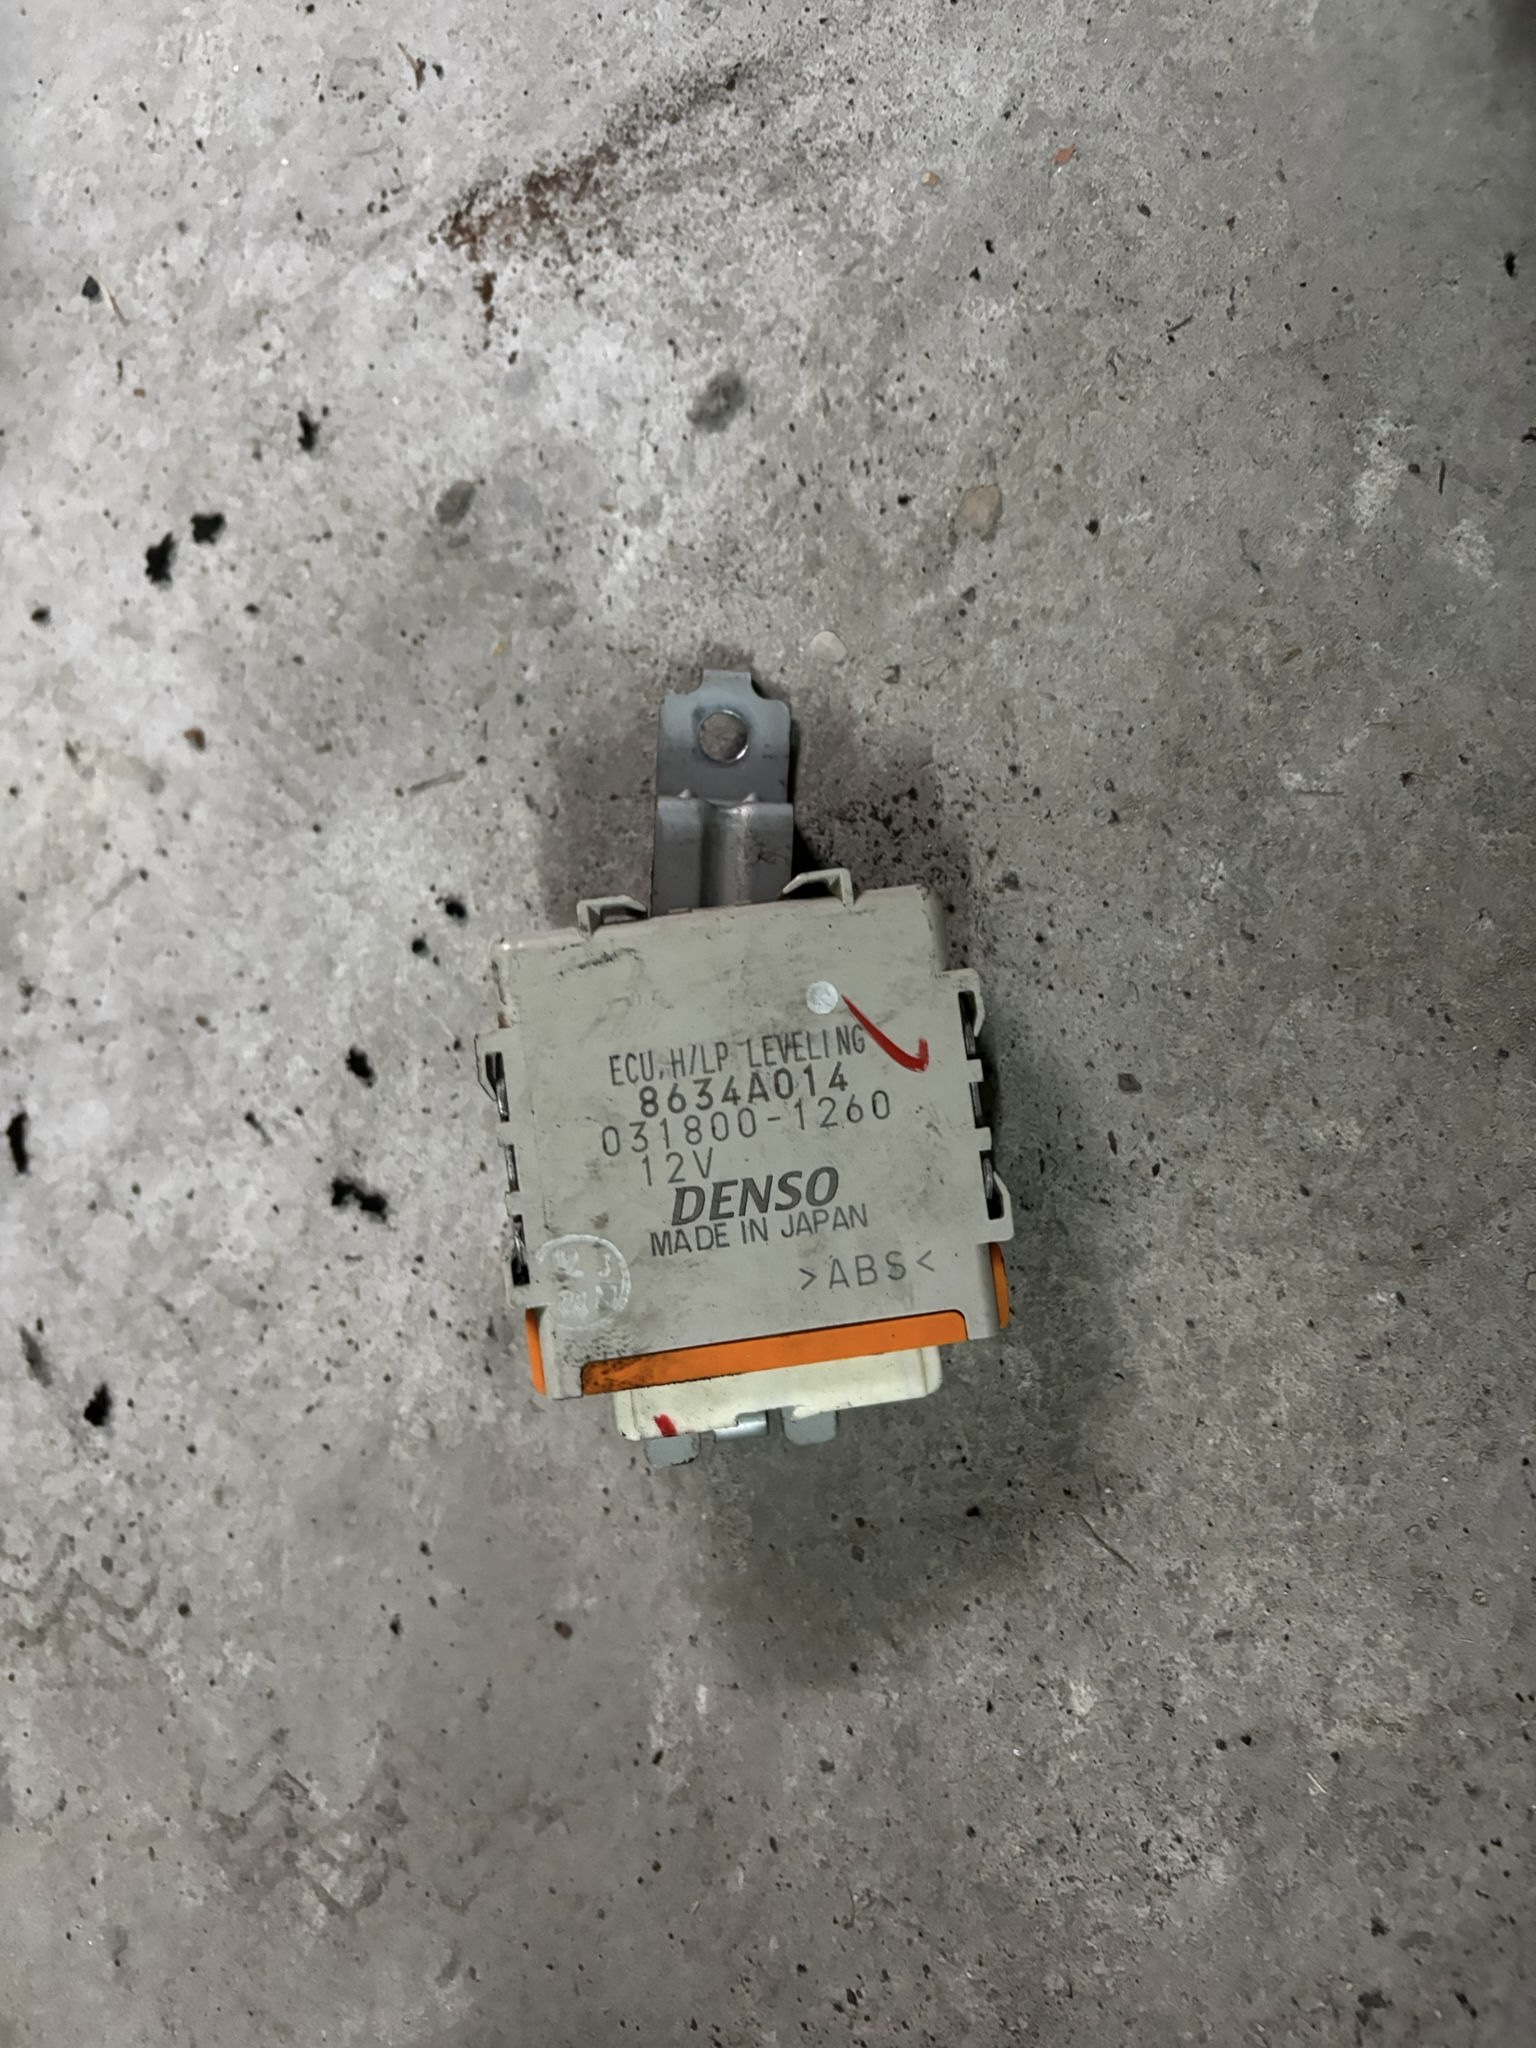 ECU, H/LP LEVELING
8634A014
031800-1260
12V
DENSO
MADE IN JAPAN
>ABS<